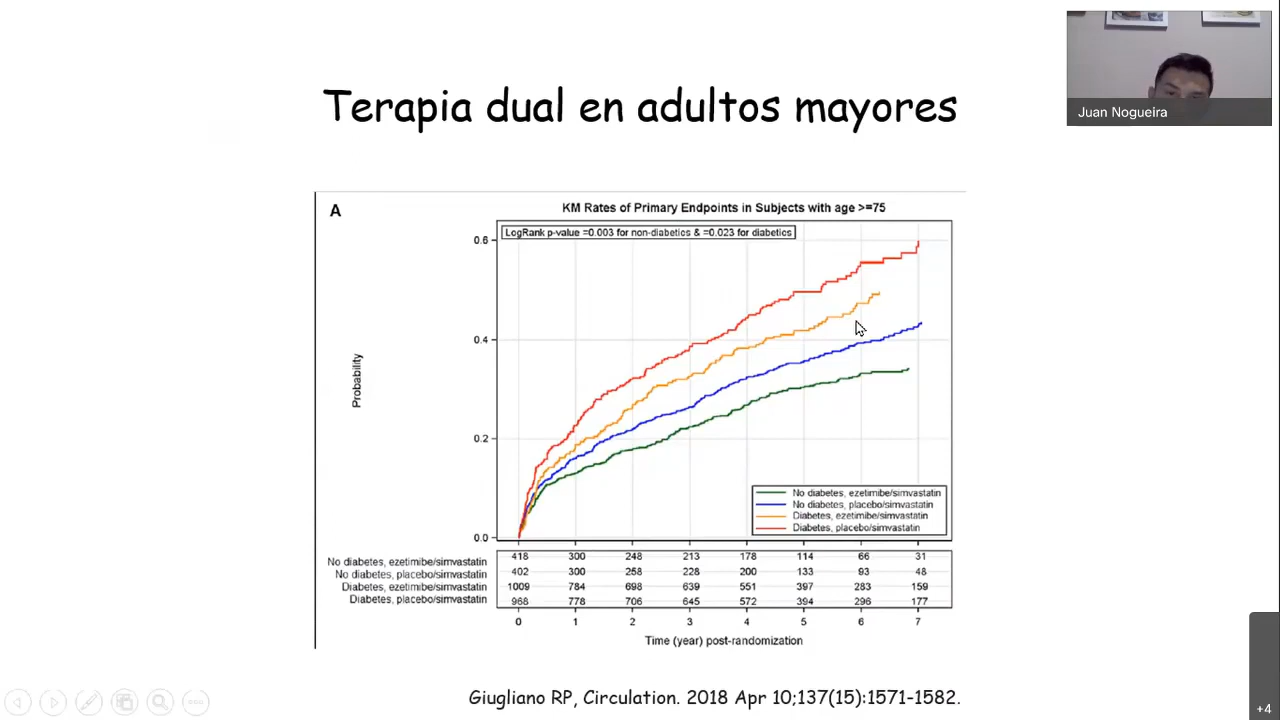 Juan Nogueira
Terapia dual en adultos mayores
A
KM Rates of Primary Endpoints in Subjects with age >=75
LogRank p-value =0.003 for non-diabetics & =0.023 for diabetics
Probability
0.6
0.4
0.2
0.0
No diabetes, ezetimibe/simvastatin
No diabetes, placebo/simvastatin
Diabetes, ezetimibe/simvastatin
Diabetes, placebo/simvastatin
No diabetes, ezetimibe/simvastatin 418 300 248 213 178 114 66 31
No diabetes, placebo/simvastatin 402 300 258 228 200 133 93 48
Diabetes, ezetimibe/simvastatin 1009 784 698 639 551 397 283 159
Diabetes, placebo/simvastatin 968 778 706 645 572 394 296 177
0 1 2 3 4 5 6 7
Time (year) post-randomization
Giugliano RP, Circulation. 2018 Apr 10;137(15):1571-1582.
+4